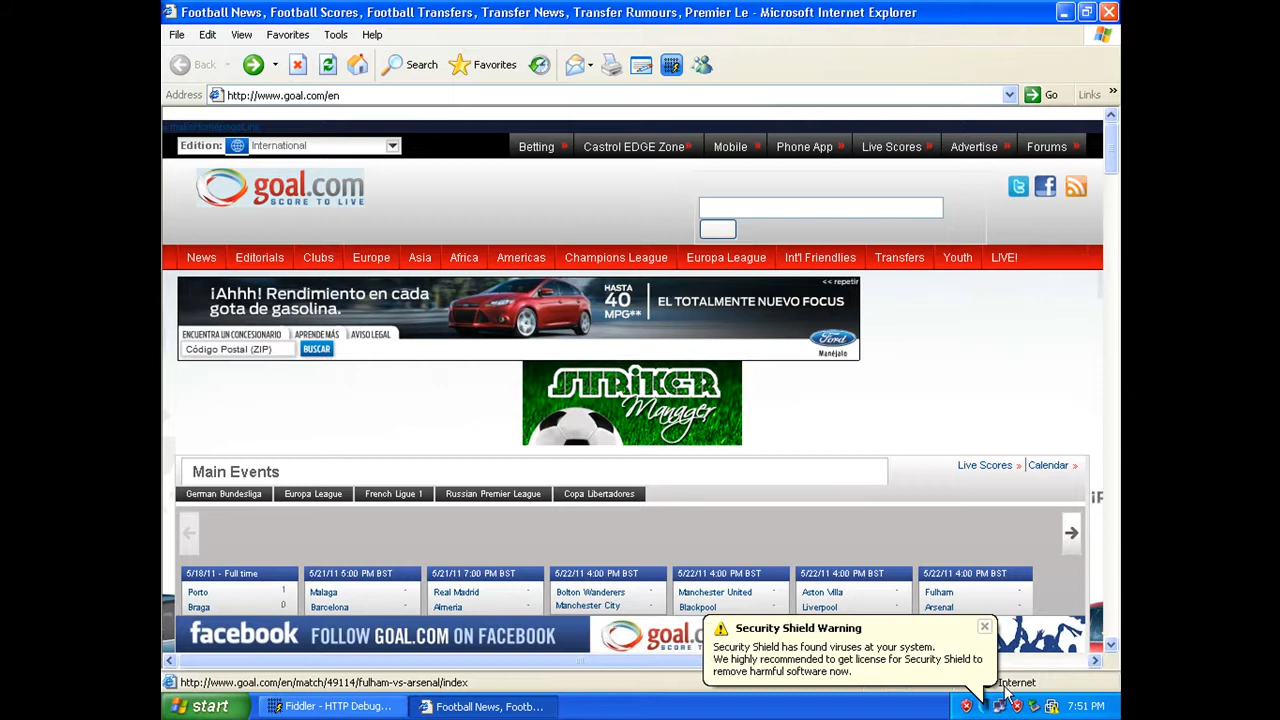 Football News, Football Scores, Football Transfers, Transfer News, Transfer Rumours, Premier Le - Microsoft Internet Explorer
File Edit View Favorites Tools Help
Back Search Favorites
Address http://www.goal.com/en Go Links
Edition: International Betting Castrol EDGE Zone Mobile Phone App Live Scores Advertise Forums
goal.com
SCORE TO LIVE
News Editorials Clubs Europe Asia Africa Americas Champions League Europa League Int'l Friendlies Transfers Youth LIVE!
<< repetir
¡Ahhh! Rendimiento en cada
gota de gasolina.
HASTA
40
MPG**
EL TOTALMENTE NUEVO FOCUS
ENCUENTRA UN CONCESIONARIO APRENDE MÁS AVISO LEGAL
Código Postal (ZIP) BUSCAR
Ford
Manéjalo
STRIKER
Manager
Main Events
Live Scores Calendar
German Bundesliga Europa League French Ligue 1 Russian Premier League Copa Libertadores
5/18/11 - Full time
Porto 1
Braga 0
5/21/11 5:00 PM BST
Malaga -
Barcelona -
5/21/11 7:00 PM BST
Real Madrid -
Almeria -
5/22/11 4:00 PM BST
Bolton Wanderers -
Manchester City -
5/22/11 4:00 PM BST
Manchester United -
Blackpool -
5/22/11 4:00 PM BST
Aston Villa -
Liverpool -
5/22/11 4:00 PM BST
Fulham -
Arsenal -
facebook FOLLOW GOAL.COM ON FACEBOOK
Security Shield Warning
Security Shield has found viruses at your system.
We highly recommended to get license for Security Shield to
remove harmful software now.
http://www.goal.com/en/match/49114/fulham-vs-arsenal/index
Internet
start Fiddler - HTTP Debug... Football News, Footb... 7:51 PM